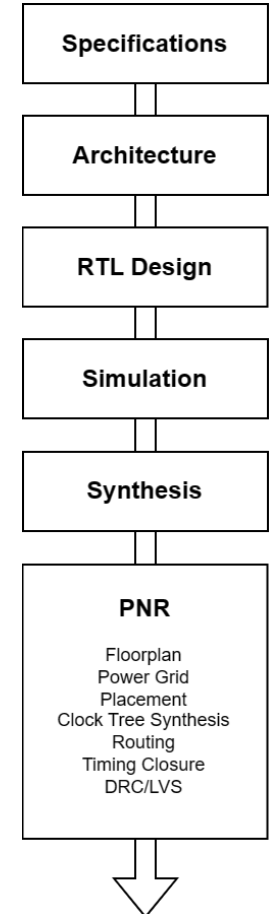 Specifications
Architecture
RTL Design
Simulation
Synthesis
PNR
Floorplan
Power Grid
Placement
Clock Tree Synthesis
Routing
Timing Closure
DRC/LVS